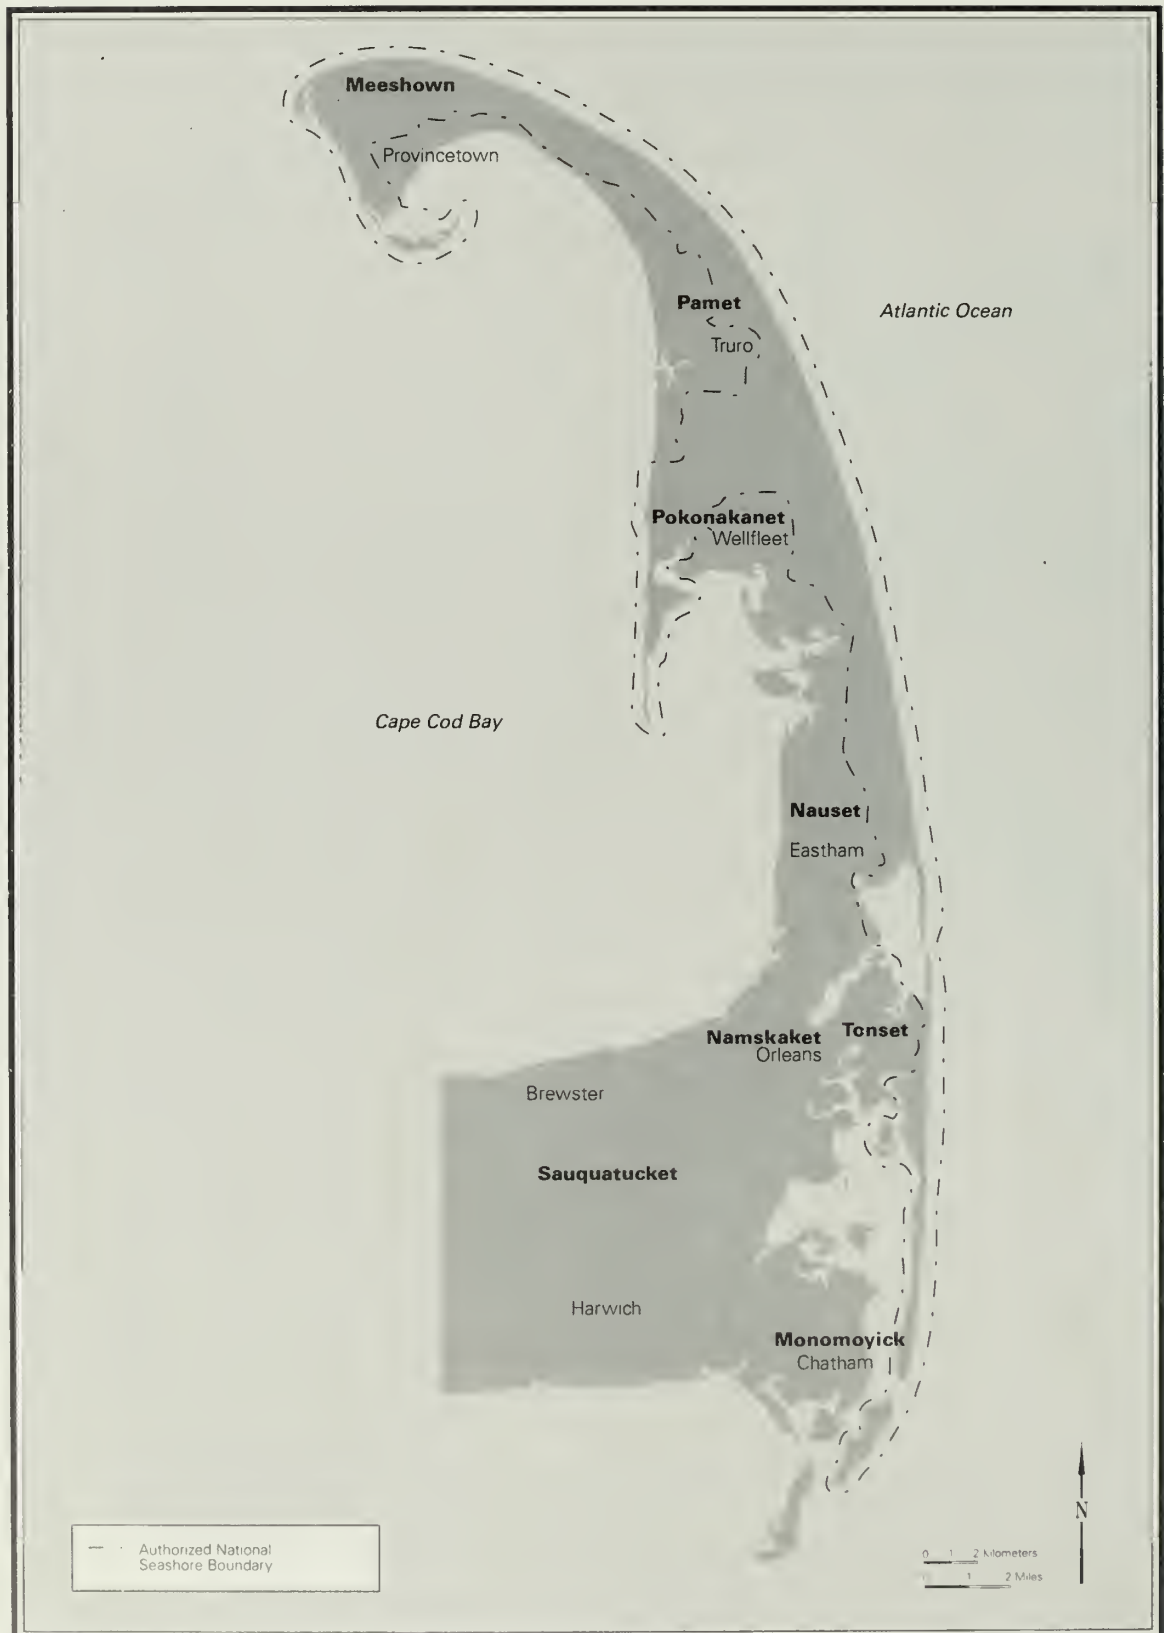 Meeshown
Provincetown
Pamet
Atlantic Ocean
Truro
Pokonakanet
Wellfleet
Cape Cod Bay
Nauset
Eastham
Namskaket
Tonset
Orleans
Brewster
Sauquatucket
Harwich
Monomoyick
Chatham
N
Authorized National
Seashore Boundary
0 1 2 Kilometers
0 1 2 Miles